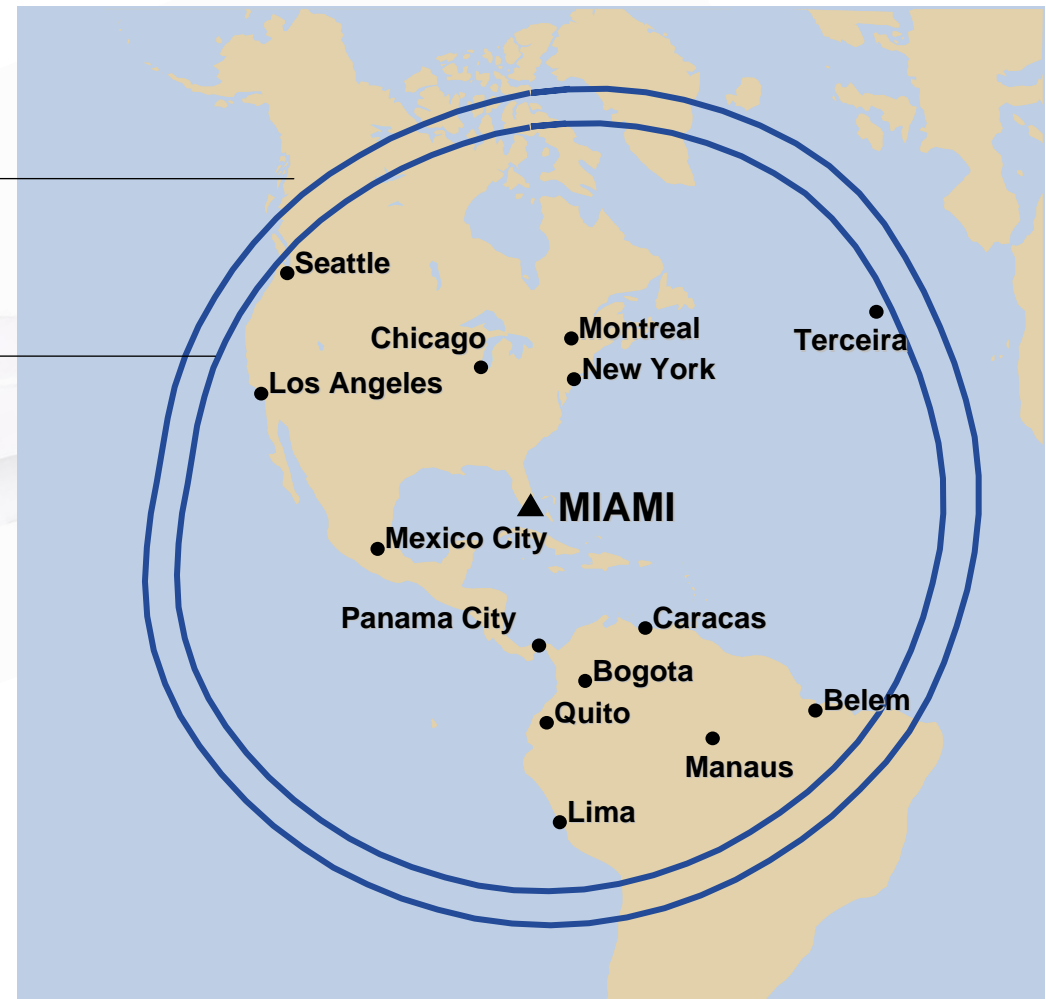 Seattle
Chicago
Montreal
Terceira
New York
Los Angeles
MIAMI
Mexico City
Panama City
Caracas
Bogota
Quito
Belem
Manaus
Lima